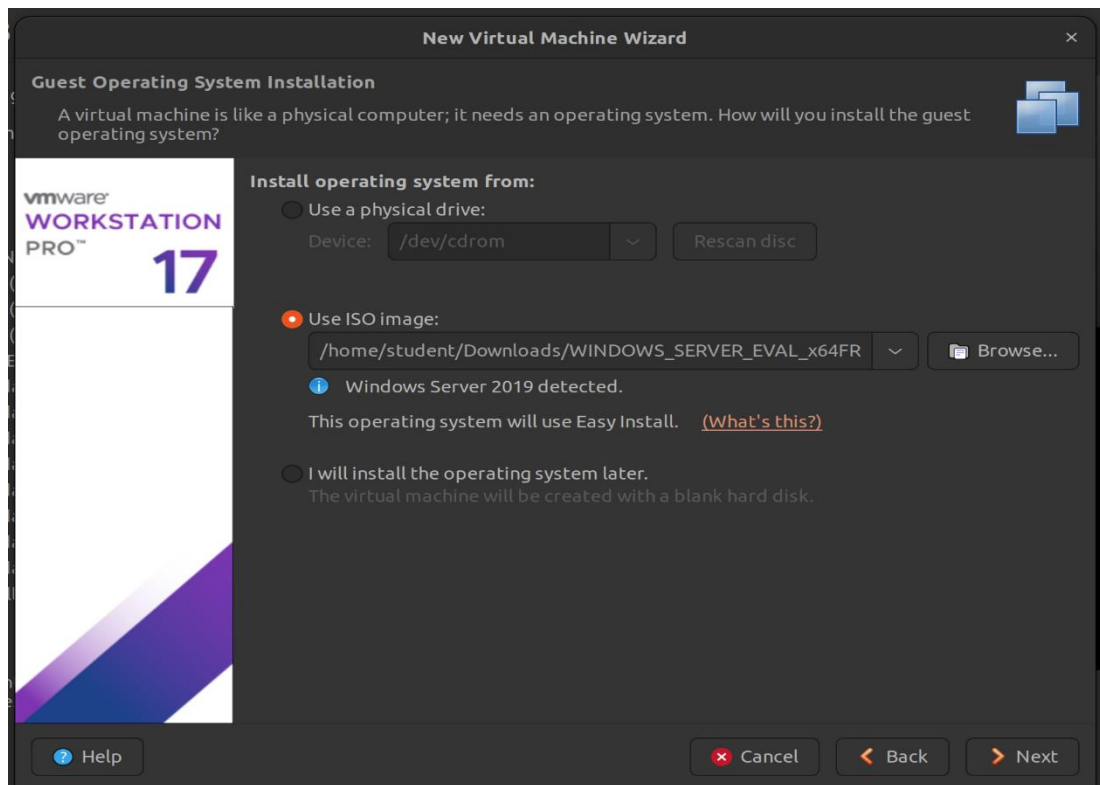 New Virtual Machine Wizard
Guest Operating System Installation
A virtual machine is like a physical computer; it needs an operating system. How will you install the guest
operating system?
vmware
WORKSTATION
PRO™
17
Install operating system from:
Use a physical drive:
Device: /dev/cdrom Rescan disc
Use ISO image:
/home/student/Downloads/WINDOWS_SERVER_EVAL_x64FR Browse...
Windows Server 2019 detected.
This operating system will use Easy Install. (What's this?)
I will install the operating system later.
The virtual machine will be created with a blank hard disk.
Help Cancel Back Next